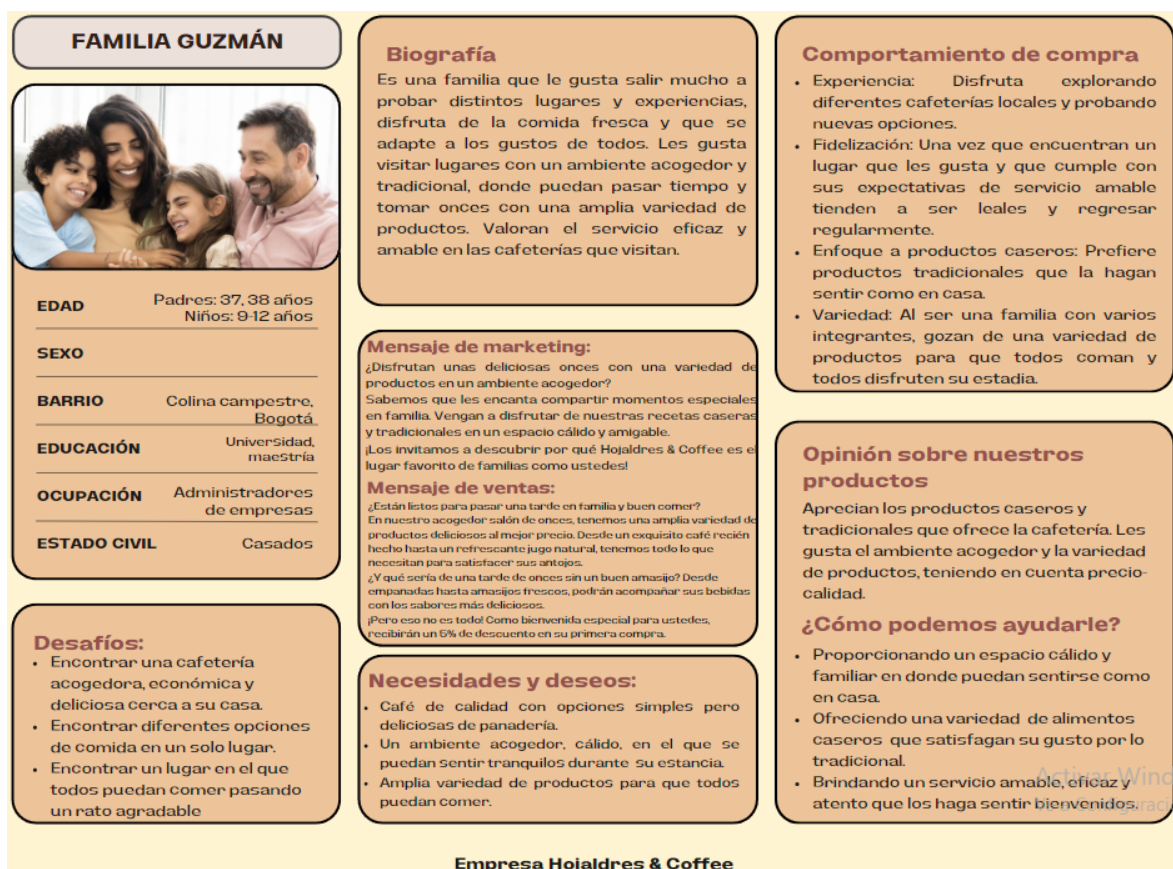 FAMILIA GUZMÁN
EDAD
Padres: 37, 38 años
Niños: 9-12 años
SEXO
BARRIO
Colina campestre,
Bogotá
EDUCACIÓN
Universidad,
maestría
OCUPACIÓN
Administradores
de empresas
ESTADO CIVIL
Casados
Desafíos:
• Encontrar una cafetería
acogedora, económica y
deliciosa cerca a su casa.
• Encontrar diferentes opciones
de comida en un solo lugar.
• Encontrar un lugar en el que
todos puedan comer pasando
un rato agradable
Biografía
Es una familia que le gusta salir mucho a
probar distintos lugares y experiencias,
disfruta de la comida fresca y que se
adapte a los gustos de todos. Les gusta
visitar lugares con un ambiente acogedor y
tradicional, donde puedan pasar tiempo y
tomar onces con una amplia variedad de
productos. Valoran el servicio eficaz y
amable en las cafeterías que visitan.
Mensaje de marketing:
¿Disfrutan unas deliciosas onces con una variedad de
productos en un ambiente acogedor?
Sabemos que les encanta compartir momentos especiales
en familia. Vengan a disfrutar de nuestras recetas caseras
y tradicionales en un espacio cálido y amigable.
¡Los invitamos a descubrir por qué Hojaldres & Coffee es el
lugar favorito de familias como ustedes!
Mensaje de ventas:
¿Están listos para pasar una tarde en familia y buen comer?
En nuestro acogedor salón de onces, tenemos una amplia variedad de
productos deliciosos al mejor precio. Desde un exquisito café recién
hecho hasta un refrescante jugo natural, tenemos todo lo que
necesitan para satisfacer sus antojos.
¿Y qué sería de una tarde de onces sin un buen amasijo? Desde
empanadas hasta amasijos frescos, podrán acompañar sus bebidas
con los sabores más deliciosos.
¡Pero eso no es todo! Como bienvenida especial para ustedes,
recibirán un 5% de descuento en su primera compra.
Necesidades y deseos:
• Café de calidad con opciones simples pero
deliciosas de panadería.
• Un ambiente acogedor, cálido, en el que se
puedan sentir tranquilos durante su estancia.
• Amplia variedad de productos para que todos
puedan comer.
Comportamiento de compra
• Experiencia: Disfruta explorando
diferentes cafeterías locales y probando
nuevas opciones.
• Fidelización: Una vez que encuentran un
lugar que les gusta y que cumple con
sus expectativas de servicio amable
tienden a ser leales y regresar
regularmente.
• Enfoque a productos caseros: Prefiere
productos tradicionales que la hagan
sentir como en casa.
• Variedad: Al ser una familia con varios
integrantes, gozan de una variedad de
productos para que todos coman y
todos disfruten su estadia.
Opinión sobre nuestros
productos
Aprecian los productos caseros y
tradicionales que ofrece la cafetería. Les
gusta el ambiente acogedor y la variedad
de productos, teniendo en cuenta precio-
calidad.
¿Cómo podemos ayudarle?
• Proporcionando un espacio cálido y
familiar en donde puedan sentirse como
en casa.
• Ofreciendo una variedad de alimentos
caseros que satisfagan su gusto por lo
tradicional.
• Brindando un servicio amable, eficaz y
atento que los haga sentir bienvenidos.
Activar Wind
Empresa Hojaldres & Coffee